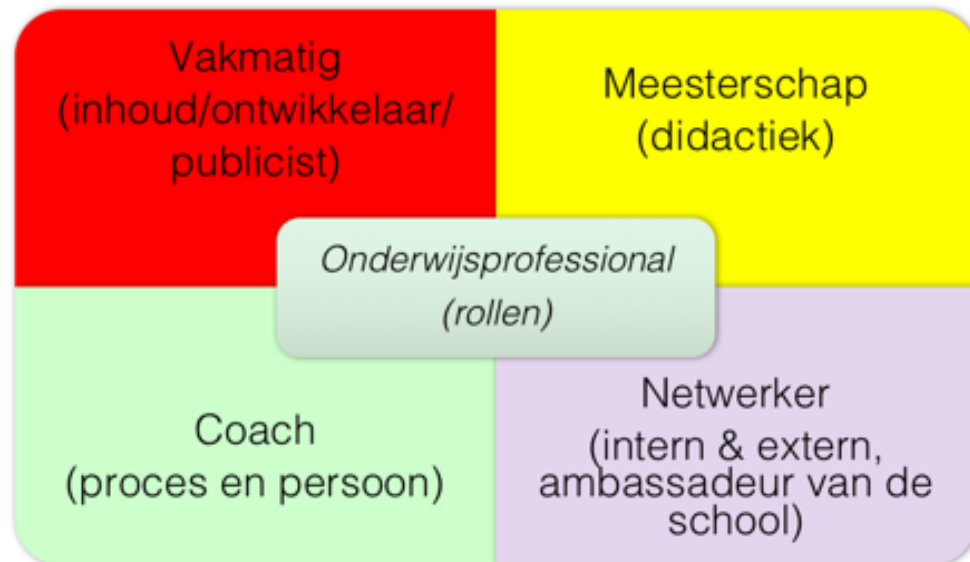 Vakmatig
(inhoud/ontwikkelaar/
publicist)
Meesterschap
(didactiek)
Onderwijsprofessional
(rollen)
Coach
(proces en persoon)
Netwerker
(intern & extern,
ambassadeur van de
school)